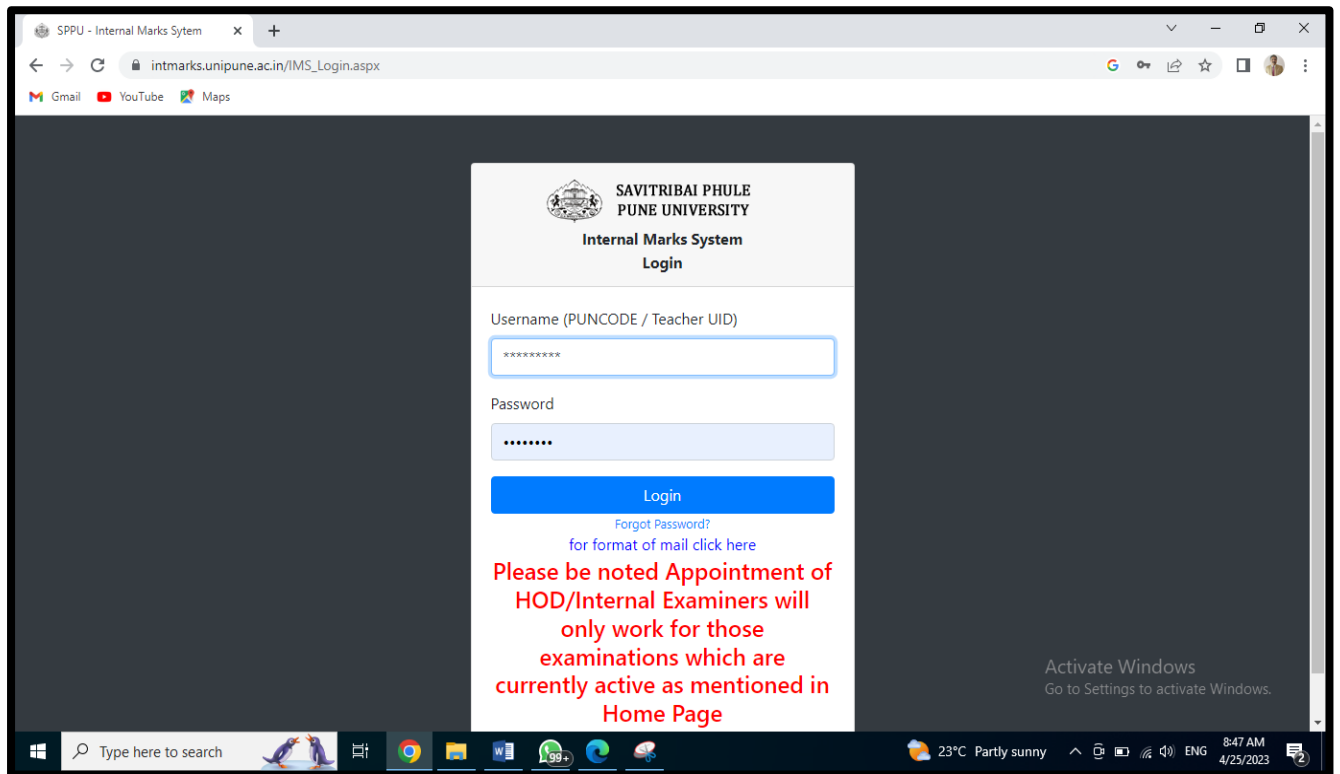 SPPU - Internal Marks Sytem
intmarks.unipune.ac.in/IMS_Login.aspx
Gmail YouTube Maps
SAVITRIBAI PHULE
PUNE UNIVERSITY
Internal Marks System
Login
Username (PUNCODE / Teacher UID)
*********
Password
••••••••
Login
Forgot Password?
for format of mail click here
Please be noted Appointment of
HOD/Internal Examiners will
only work for those
examinations which are
currently active as mentioned in
Home Page
Activate Windows
Go to Settings to activate Windows.
Type here to search
99+
23°C Partly sunny
ENG
8:47 AM
4/25/2023
2